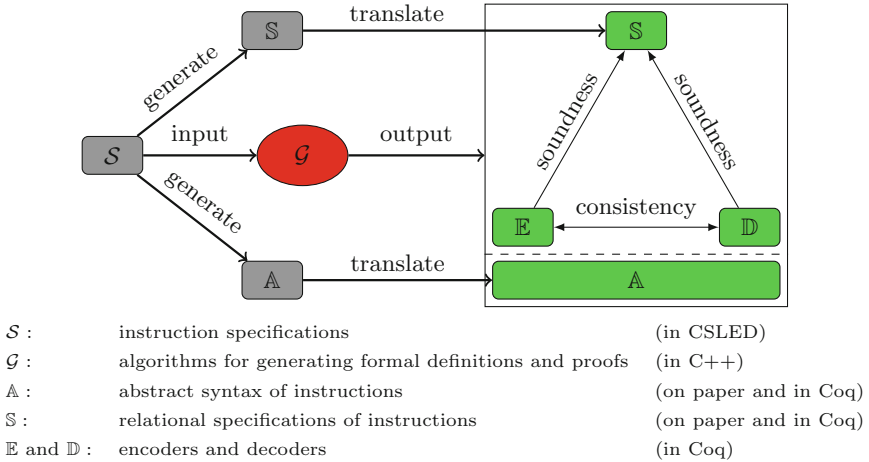 translate
𝕊
𝕊
generate
soundness
soundness
input
output
𝒮
𝒢
generate
consistency
𝔼
𝔻
translate
𝔸
𝔸
𝒮 : instruction specifications (in CSLED)
𝒢 : algorithms for generating formal definitions and proofs (in C++)
𝔸 : abstract syntax of instructions (on paper and in Coq)
𝕊 : relational specifications of instructions (on paper and in Coq)
𝔼 and 𝔻 : encoders and decoders (in Coq)